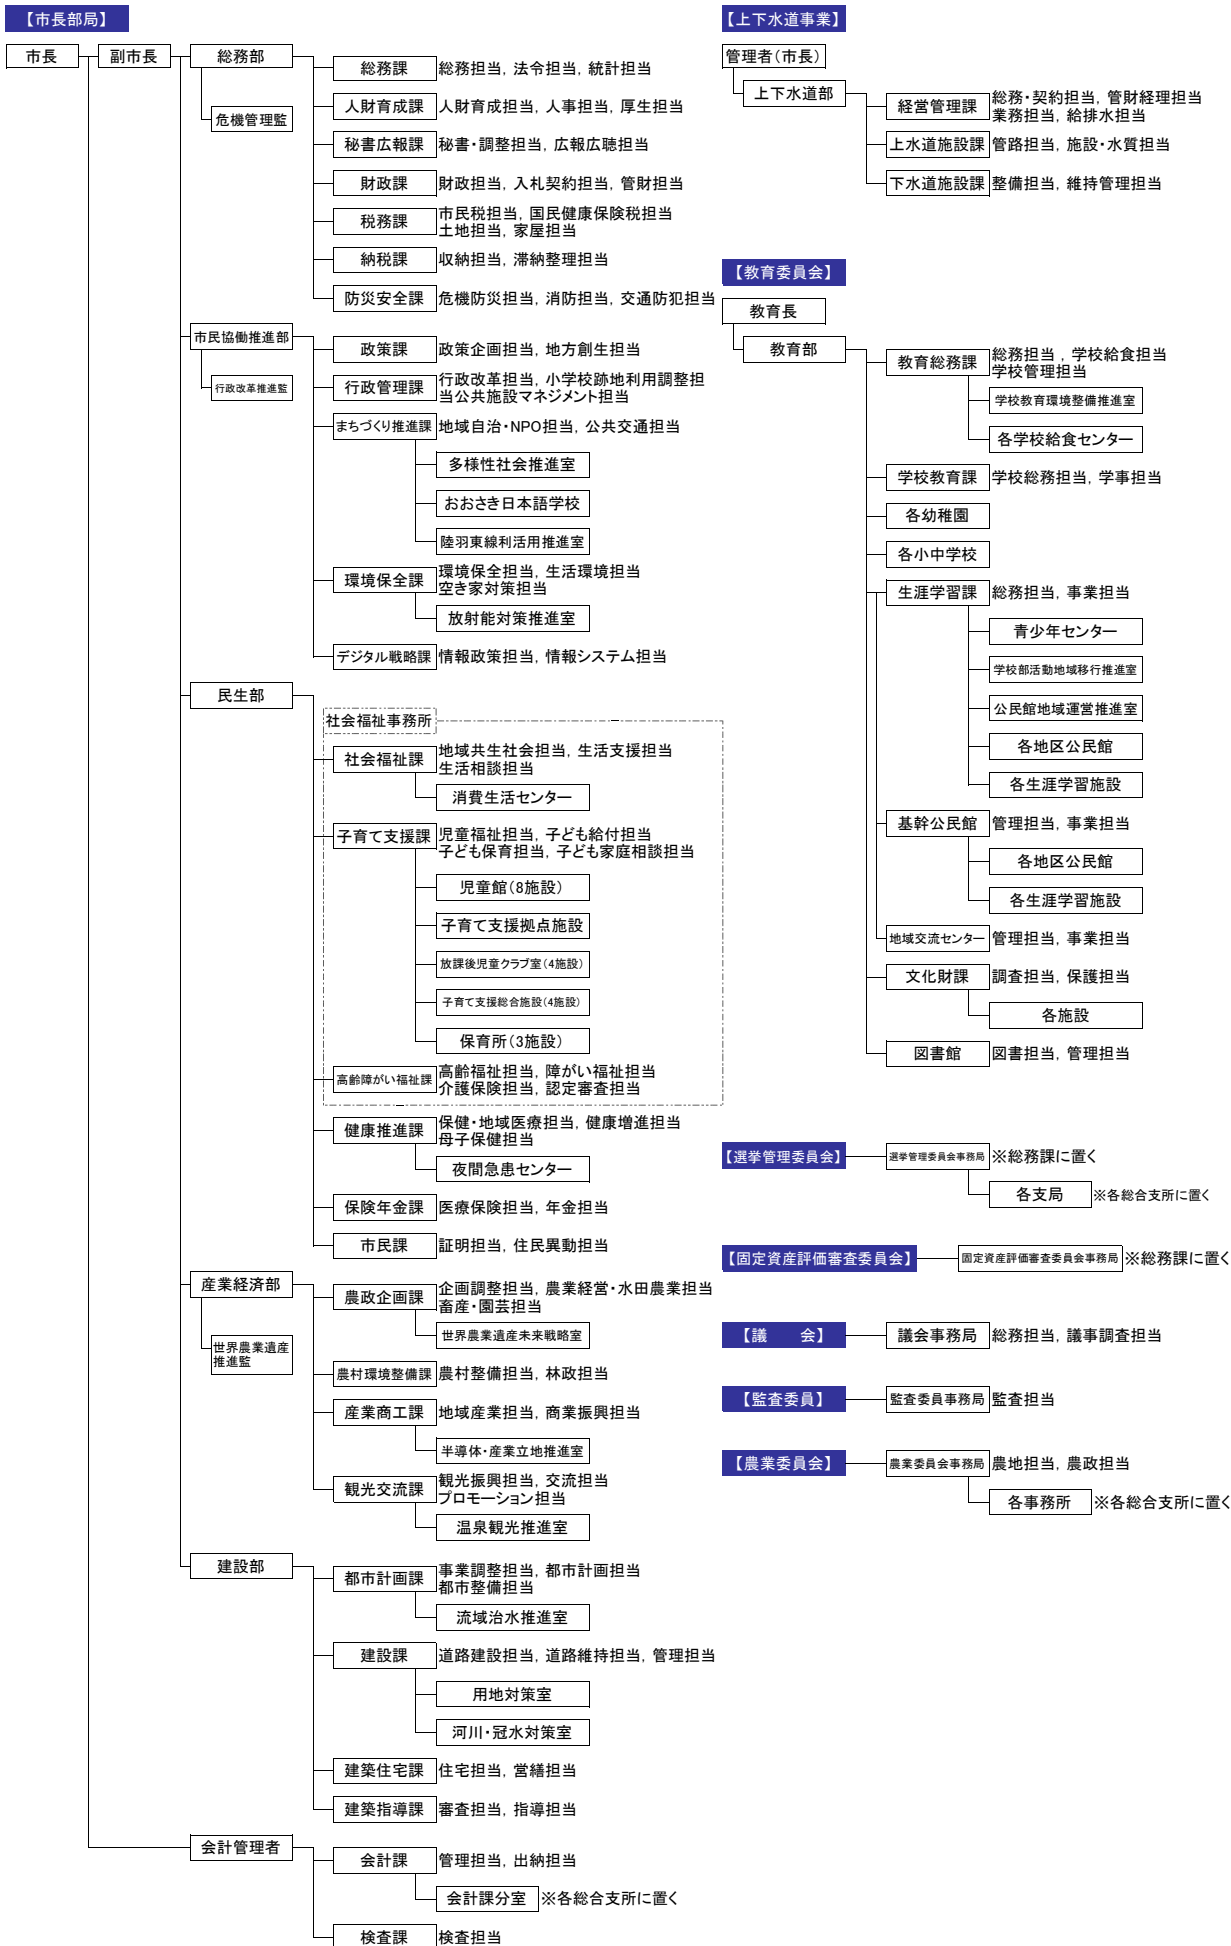 【市長部局】
市長
副市長
総務部
危機管理監
総務課
総務担当, 法令担当, 統計担当
人財育成課
人財育成担当, 人事担当, 厚生担当
秘書広報課
秘書・調整担当, 広報広聴担当
財政課
財政担当, 入札契約担当, 管財担当
税務課
市民税担当, 国民健康保険税担当
土地担当, 家屋担当
納税課
収納担当, 滞納整理担当
防災安全課
危機防災担当, 消防担当, 交通防犯担当
市民協働推進部
行政改革推進監
政策課
政策企画担当, 地方創生担当
行政管理課
行政改革担当, 小学校跡地利用調整担
当公共施設マネジメント担当
まちづくり推進課
地域自治・NPO担当, 公共交通担当
多様性社会推進室
おおさき日本語学校
陸羽東線利活用推進室
環境保全課
環境保全担当, 生活環境担当
空き家対策担当
放射能対策推進室
デジタル戦略課
情報政策担当, 情報システム担当
民生部
社会福祉事務所
社会福祉課
地域共生社会担当, 生活支援担当
生活相談担当
消費生活センター
子育て支援課
児童福祉担当, 子ども給付担当
子ども保育担当, 子ども家庭相談担当
児童館(8施設)
子育て支援拠点施設
放課後児童クラブ室(4施設)
子育て支援総合施設(4施設)
保育所(3施設)
高齢障がい福祉課
高齢福祉担当, 障がい福祉担当
介護保険担当, 認定審査担当
健康推進課
保健・地域医療担当, 健康増進担当
母子保健担当
夜間急患センター
保険年金課
医療保険担当, 年金担当
市民課
証明担当, 住民異動担当
産業経済部
世界農業遺産
推進監
農政企画課
企画調整担当, 農業経営・水田農業担当
畜産・園芸担当
世界農業遺産未来戦略室
農村環境整備課
農村整備担当, 林政担当
産業商工課
地域産業担当, 商業振興担当
半導体・産業立地推進室
観光交流課
観光振興担当, 交流担当
プロモーション担当
温泉観光推進室
建設部
都市計画課
事業調整担当, 都市計画担当
都市整備担当
流域治水推進室
建設課
道路建設担当, 道路維持担当, 管理担当
用地対策室
河川・冠水対策室
建築住宅課
住宅担当, 営繕担当
建築指導課
審査担当, 指導担当
会計管理者
会計課
管理担当, 出納担当
会計課分室
※各総合支所に置く
検査課
検査担当
【上下水道事業】
管理者(市長)
上下水道部
経営管理課
総務・契約担当, 管財経理担当
業務担当, 給排水担当
上水道施設課
管路担当, 施設・水質担当
下水道施設課
整備担当, 維持管理担当
【教育委員会】
教育長
教育部
教育総務課
総務担当 , 学校給食担当
学校管理担当
学校教育環境整備推進室
各学校給食センター
学校教育課
学校総務担当, 学事担当
各幼稚園
各小中学校
生涯学習課
総務担当, 事業担当
青少年センター
学校部活動地域移行推進室
公民館地域運営推進室
各地区公民館
各生涯学習施設
基幹公民館
管理担当, 事業担当
各地区公民館
各生涯学習施設
地域交流センター
管理担当, 事業担当
文化財課
調査担当, 保護担当
各施設
図書館
図書担当, 管理担当
【選挙管理委員会】
選挙管理委員会事務局
※総務課に置く
各支局
※各総合支所に置く
【固定資産評価審査委員会】
固定資産評価審査委員会事務局
※総務課に置く
【議　　会】
議会事務局
総務担当, 議事調査担当
【監査委員】
監査委員事務局
監査担当
【農業委員会】
農業委員会事務局
農地担当, 農政担当
各事務所
※各総合支所に置く